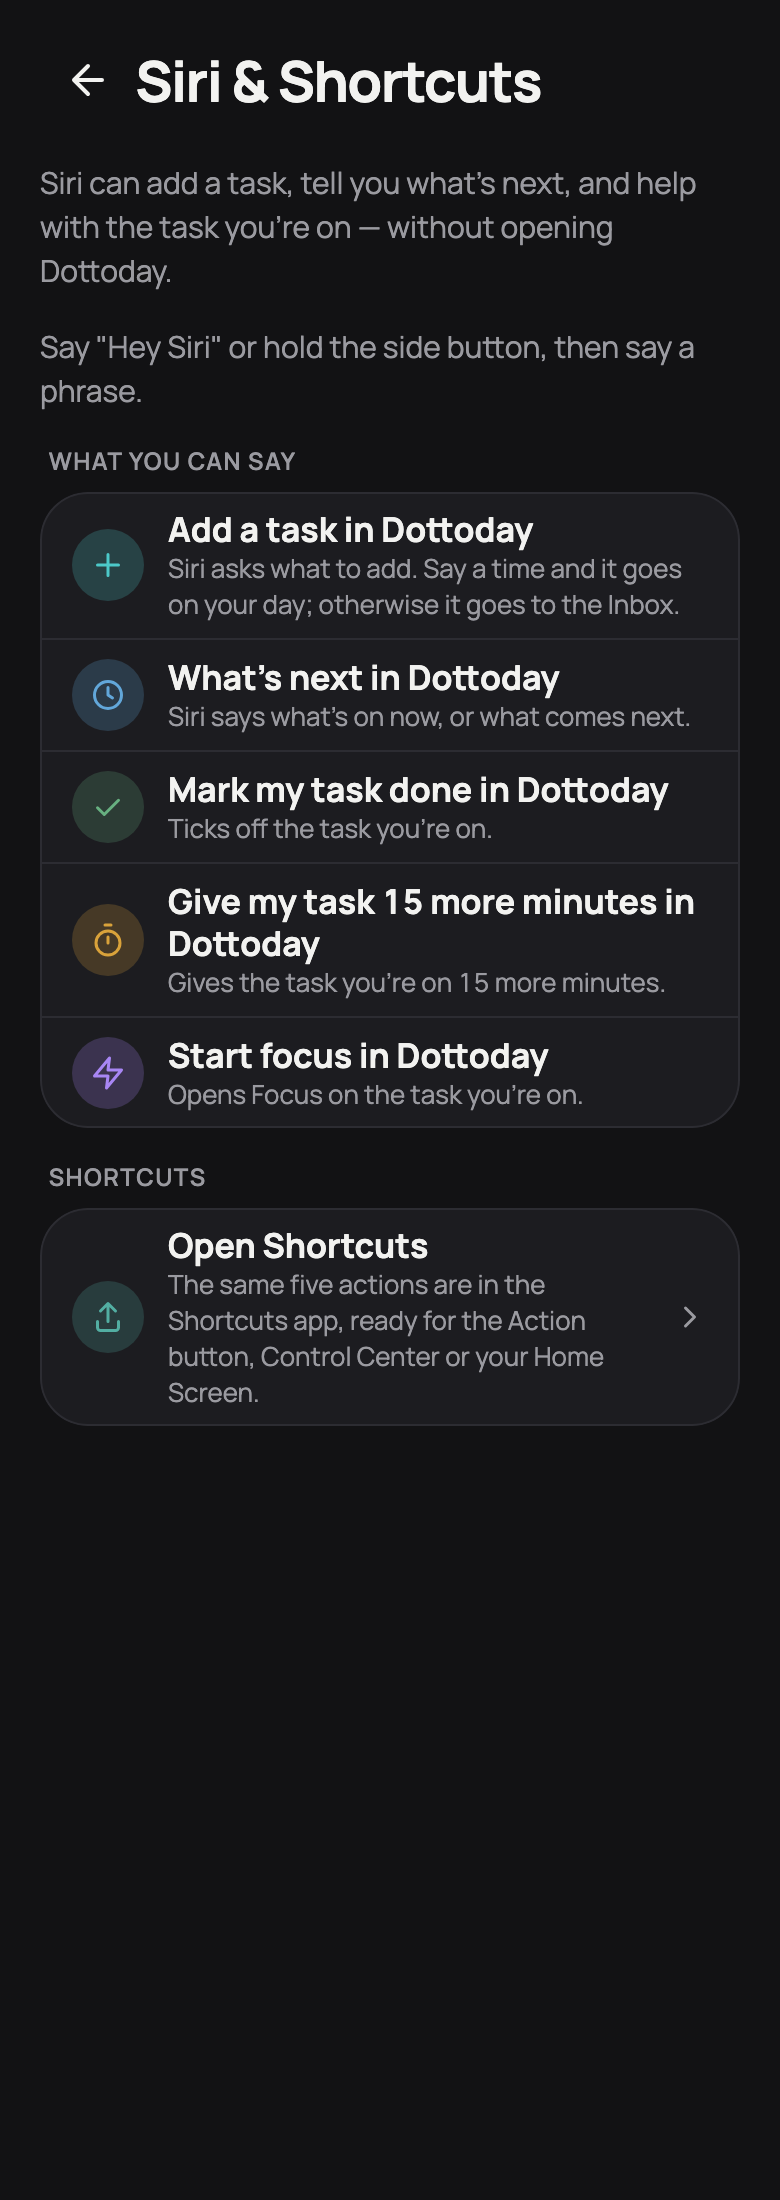 Siri & Shortcuts
Siri can add a task, tell you what's next, and help
with the task you're on — without opening
Dottoday.
Say "Hey Siri" or hold the side button, then say a
phrase.
WHAT YOU CAN SAY
Add a task in Dottoday
Siri asks what to add. Say a time and it goes
on your day; otherwise it goes to the Inbox.
What's next in Dottoday
Siri says what's on now, or what comes next.
Mark my task done in Dottoday
Ticks off the task you're on.
Give my task 15 more minutes in
Dottoday
Gives the task you're on 15 more minutes.
Start focus in Dottoday
Opens Focus on the task you're on.
SHORTCUTS
Open Shortcuts
The same five actions are in the
Shortcuts app, ready for the Action
button, Control Center or your Home
Screen.